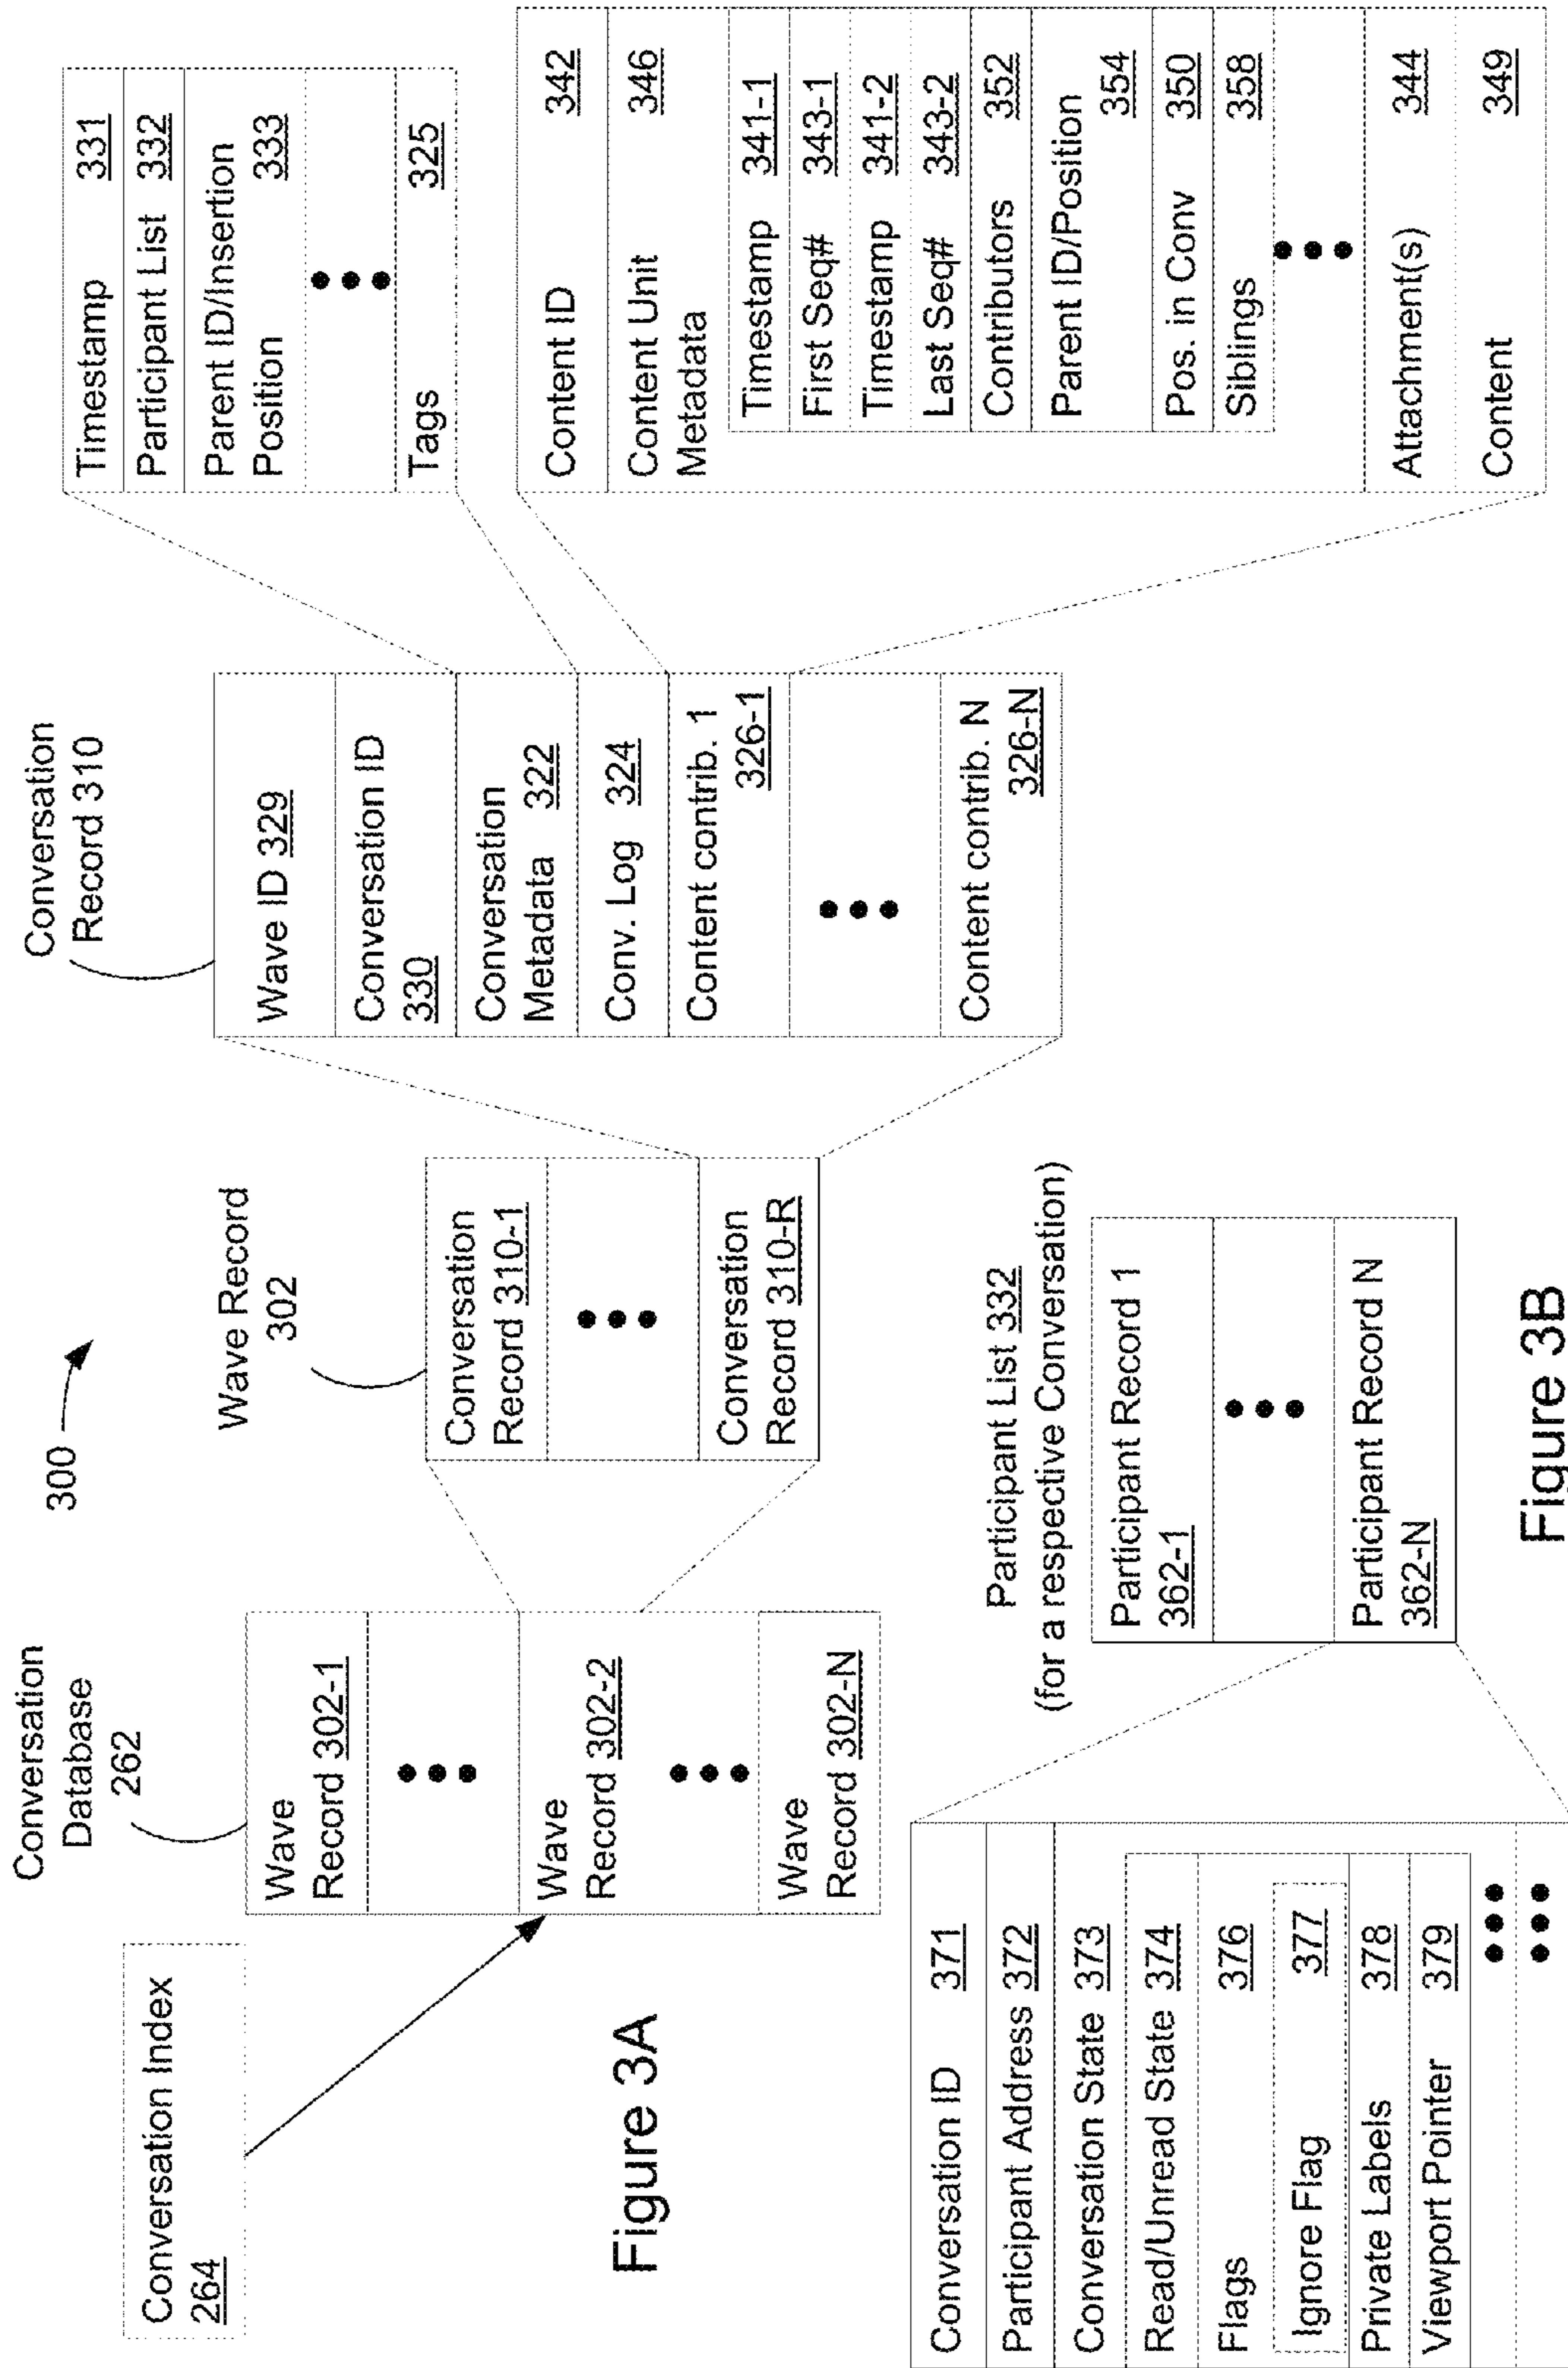 300
Conversation Index
264
Conversation
Database
262
Wave
Record 302-1
Wave
Record 302-2
Wave
Record 302-N
Wave Record
302
Conversation
Record 310-1
Conversation
Record 310-R
Conversation
Record 310
Wave ID 329
Conversation ID
330
Conversation
Metadata 322
Conv. Log 324
Content contrib. 1
326-1
Content contrib. N
326-N
Timestamp 331
Participant List 332
Parent ID/Insertion
Position 333
Tags 325
Content ID 342
Content Unit 346
Metadata
Timestamp 341-1
First Seq# 343-1
Timestamp 341-2
Last Seq# 343-2
Contributors 352
Parent ID/Position
354
Pos. in Conv 350
Siblings 358
Attachment(s) 344
Content 349
Figure 3A
Participant List 332
(for a respective Conversation)
Participant Record 1
362-1
Participant Record N
362-N
Conversation ID 371
Participant Address 372
Conversation State 373
Read/Unread State 374
Flags 376
Ignore Flag 377
Private Labels 378
Viewport Pointer 379
Figure 3B